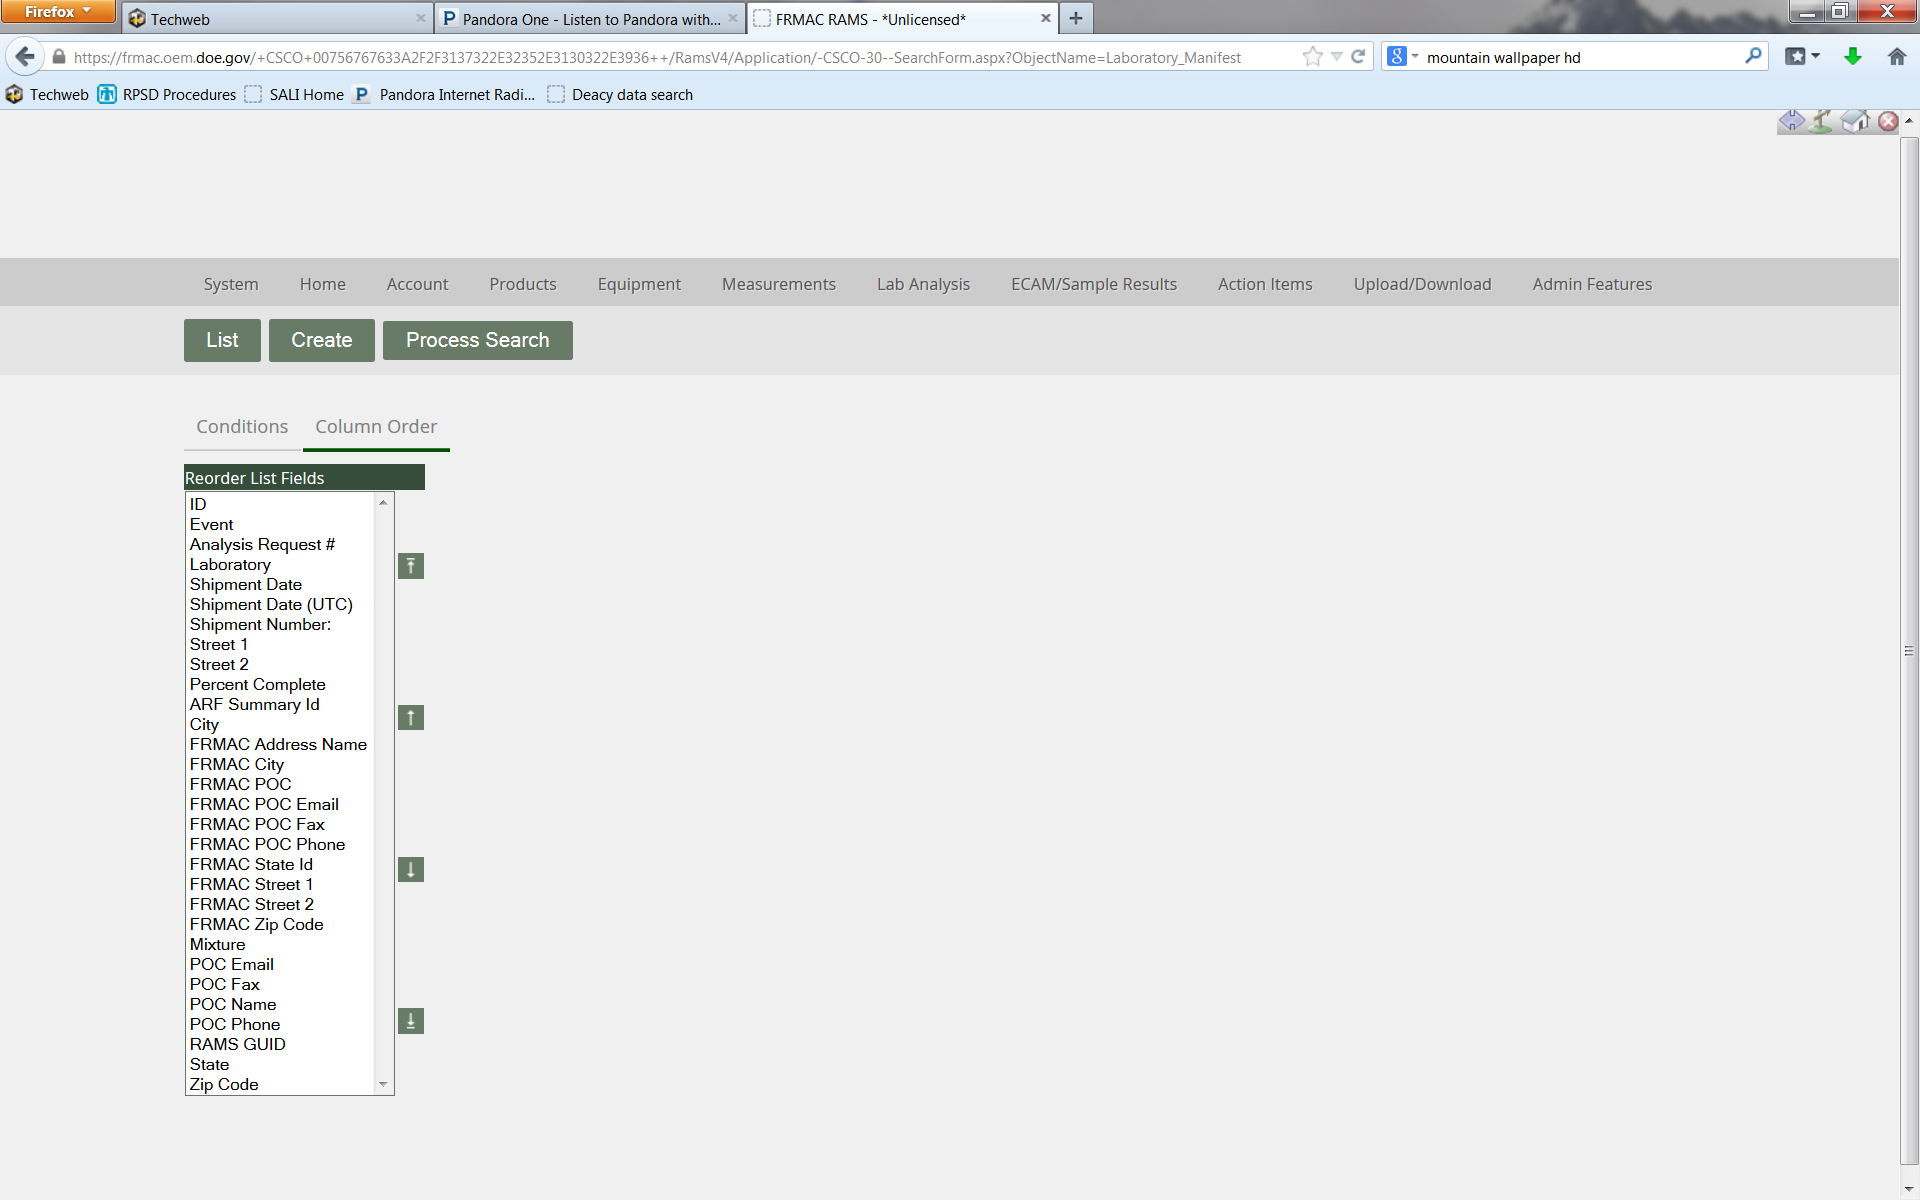 Firefox
Techweb
Pandora One - Listen to Pandora with...
FRMAC RAMS - *Unlicensed*
https://frmac.oem.doe.gov/+CSCO+00756767633A2F2F3137322E32352E3130322E3936++/RamsV4/Application/-CSCO-30--SearchForm.aspx?ObjectName=Laboratory_Manifest
mountain wallpaper hd
Techweb
RPSD Procedures
SALI Home
Pandora Internet Radi...
Deacy data search
System
Home
Account
Products
Equipment
Measurements
Lab Analysis
ECAM/Sample Results
Action Items
Upload/Download
Admin Features
List
Create
Process Search
Conditions
Column Order
Reorder List Fields
ID
Event
Analysis Request #
Laboratory
Shipment Date
Shipment Date (UTC)
Shipment Number:
Street 1
Street 2
Percent Complete
ARF Summary Id
City
FRMAC Address Name
FRMAC City
FRMAC POC
FRMAC POC Email
FRMAC POC Fax
FRMAC POC Phone
FRMAC State Id
FRMAC Street 1
FRMAC Street 2
FRMAC Zip Code
Mixture
POC Email
POC Fax
POC Name
POC Phone
RAMS GUID
State
Zip Code